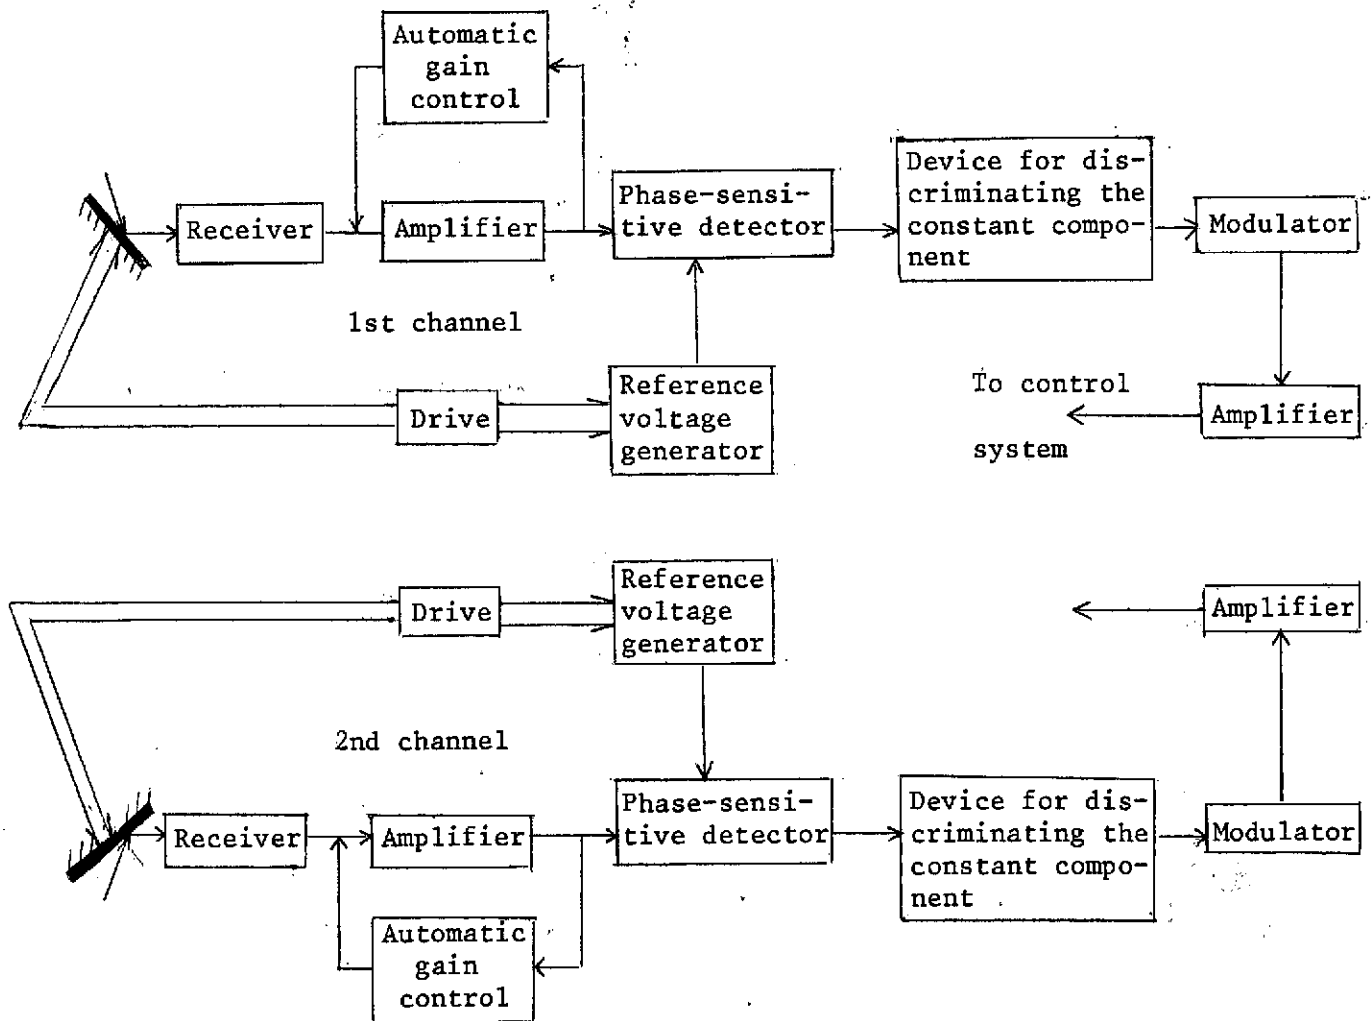 Automatic
gain
control
Device for dis-
criminating the
constant compo-
nent
Phase-sensi-
tive detector
Receiver
Amplifier
Modulator
1st channel
Reference
voltage
generator
Drive
To control
system
Amplifier
Reference
voltage
generator
Drive
Amplifier
2nd channel
Phase-sensi-
tive detector
Device for dis-
criminating the
constant compo-
nent
Receiver
Amplifier
Modulator
Automatic
gain
control